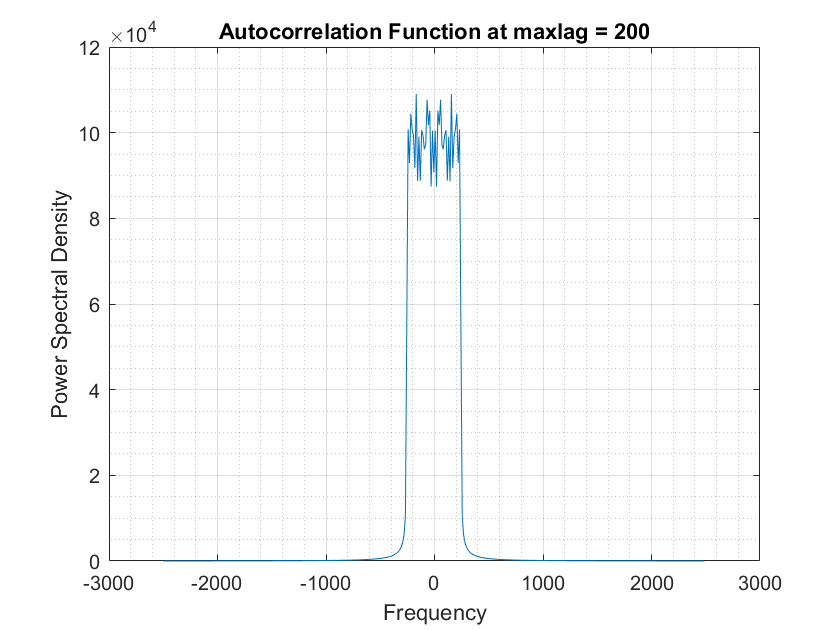 Autocorrelation Function at maxlag = 200
×10⁴
12
10
8
6
4
2
0
Power Spectral Density
-3000 -2000 -1000 0 1000 2000 3000
Frequency